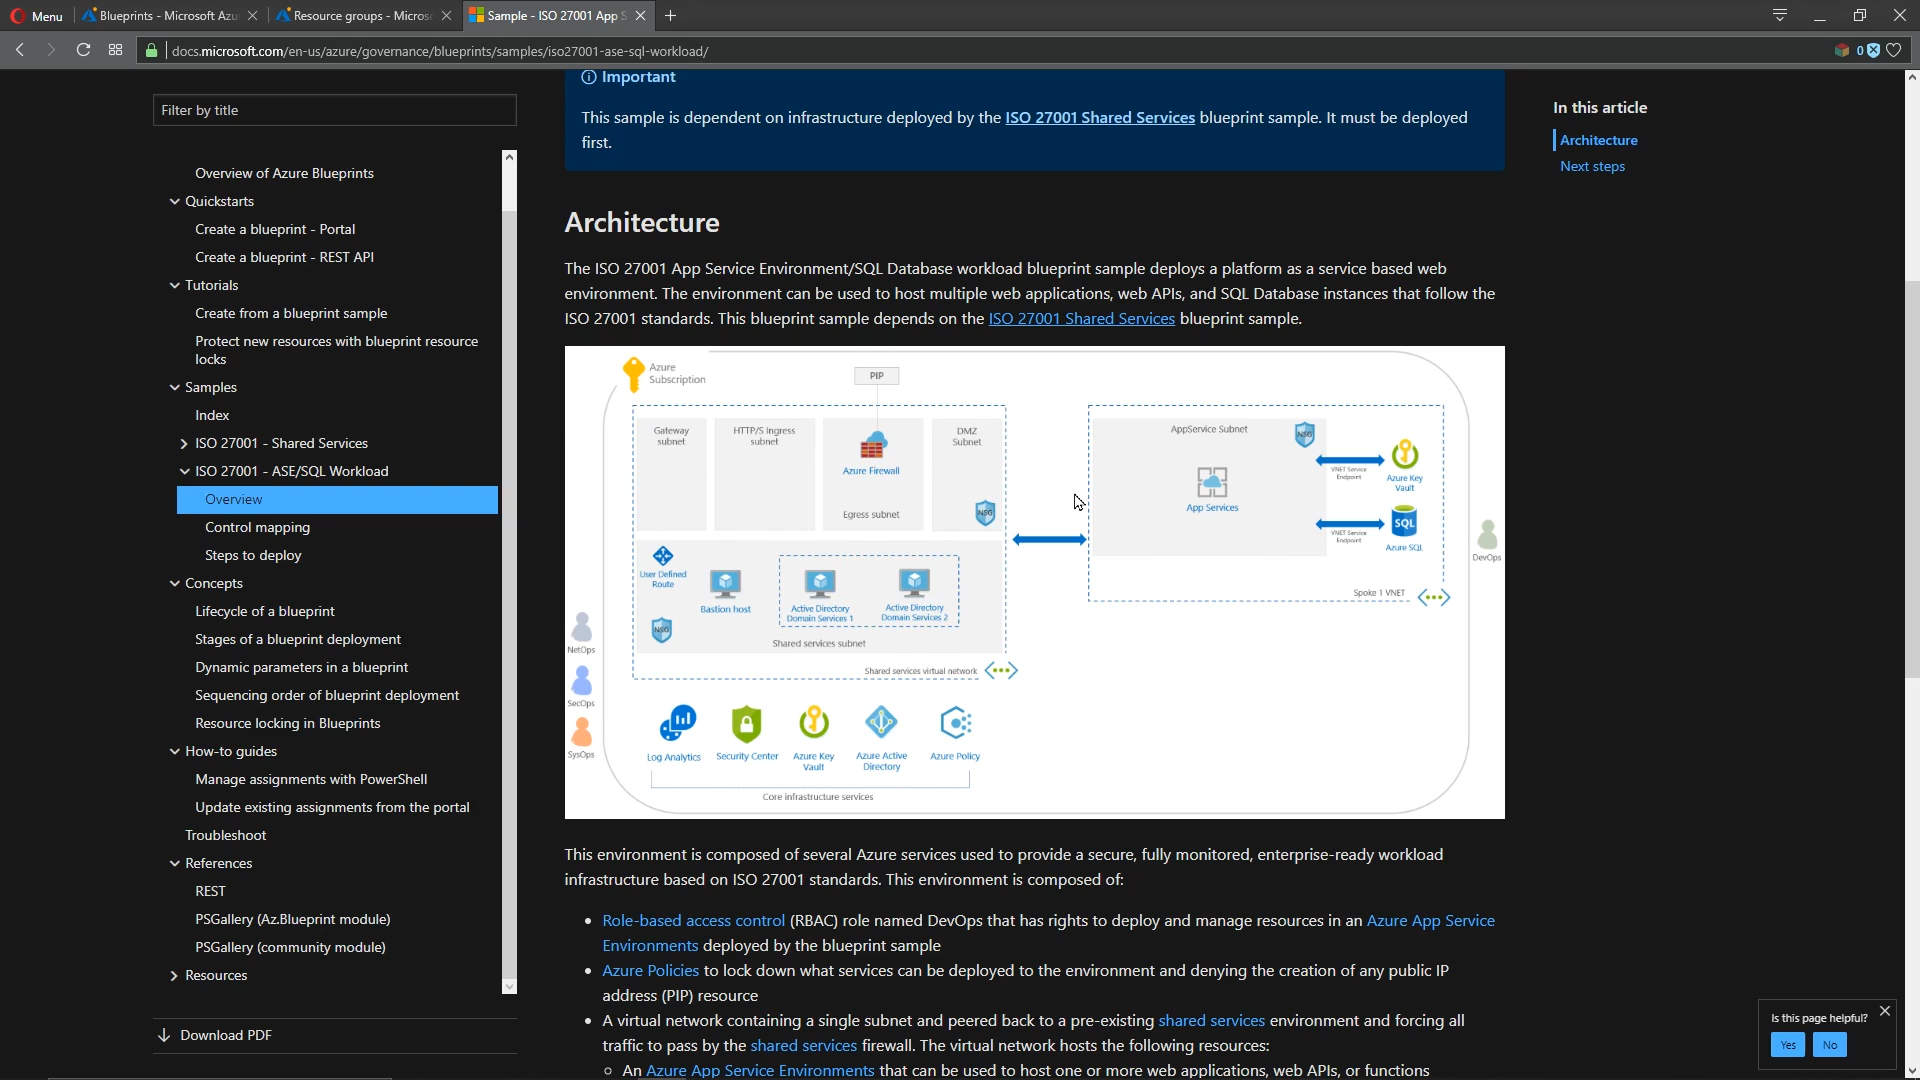 Menu
Blueprints - Microsoft Azu
Resource groups - Micros
Sample - ISO 27001 App S
docs.microsoft.com/en-us/azure/governance/blueprints/samples/iso27001-ase-sql-workload/
0
Filter by title
Overview of Azure Blueprints
Quickstarts
Create a blueprint - Portal
Create a blueprint - REST API
Tutorials
Create from a blueprint sample
Protect new resources with blueprint resource
locks
Samples
Index
ISO 27001 - Shared Services
ISO 27001 - ASE/SQL Workload
Overview
Control mapping
Steps to deploy
Concepts
Lifecycle of a blueprint
Stages of a blueprint deployment
Dynamic parameters in a blueprint
Sequencing order of blueprint deployment
Resource locking in Blueprints
How-to guides
Manage assignments with PowerShell
Update existing assignments from the portal
Troubleshoot
References
REST
PSGallery (Az.Blueprint module)
PSGallery (community module)
Resources
Download PDF
Important
This sample is dependent on infrastructure deployed by the ISO 27001 Shared Services blueprint sample. It must be deployed
first.
Architecture
The ISO 27001 App Service Environment/SQL Database workload blueprint sample deploys a platform as a service based web
environment. The environment can be used to host multiple web applications, web APIs, and SQL Database instances that follow the
ISO 27001 standards. This blueprint sample depends on the ISO 27001 Shared Services blueprint sample.
Azure
Subscription
PIP
Gateway
subnet
HTTP/S Ingress
subnet
Azure Firewall
Egress subnet
DMZ
Subnet
NSG
User Defined
Route
NSG
Bastion host
Active Directory
Domain Services 1
Active Directory
Domain Services 2
Shared services subnet
Shared services virtual network
AppService Subnet
NSG
App Services
VNET Service
Endpoint
Azure Key
Vault
VNET Service
Endpoint
SQL
Azure SQL
Spoke 1 VNET
DevOps
NetOps
SecOps
SysOps
Log Analytics
Security Center
Azure Key
Vault
Azure Active
Directory
Azure Policy
Core infrastructure services
This environment is composed of several Azure services used to provide a secure, fully monitored, enterprise-ready workload
infrastructure based on ISO 27001 standards. This environment is composed of:
• Role-based access control (RBAC) role named DevOps that has rights to deploy and manage resources in an Azure App Service
Environments deployed by the blueprint sample
• Azure Policies to lock down what services can be deployed to the environment and denying the creation of any public IP
address (PIP) resource
• A virtual network containing a single subnet and peered back to a pre-existing shared services environment and forcing all
traffic to pass by the shared services firewall. The virtual network hosts the following resources:
○ An Azure App Service Environments that can be used to host one or more web applications, web APIs, or functions
In this article
Architecture
Next steps
Is this page helpful?
Yes
No